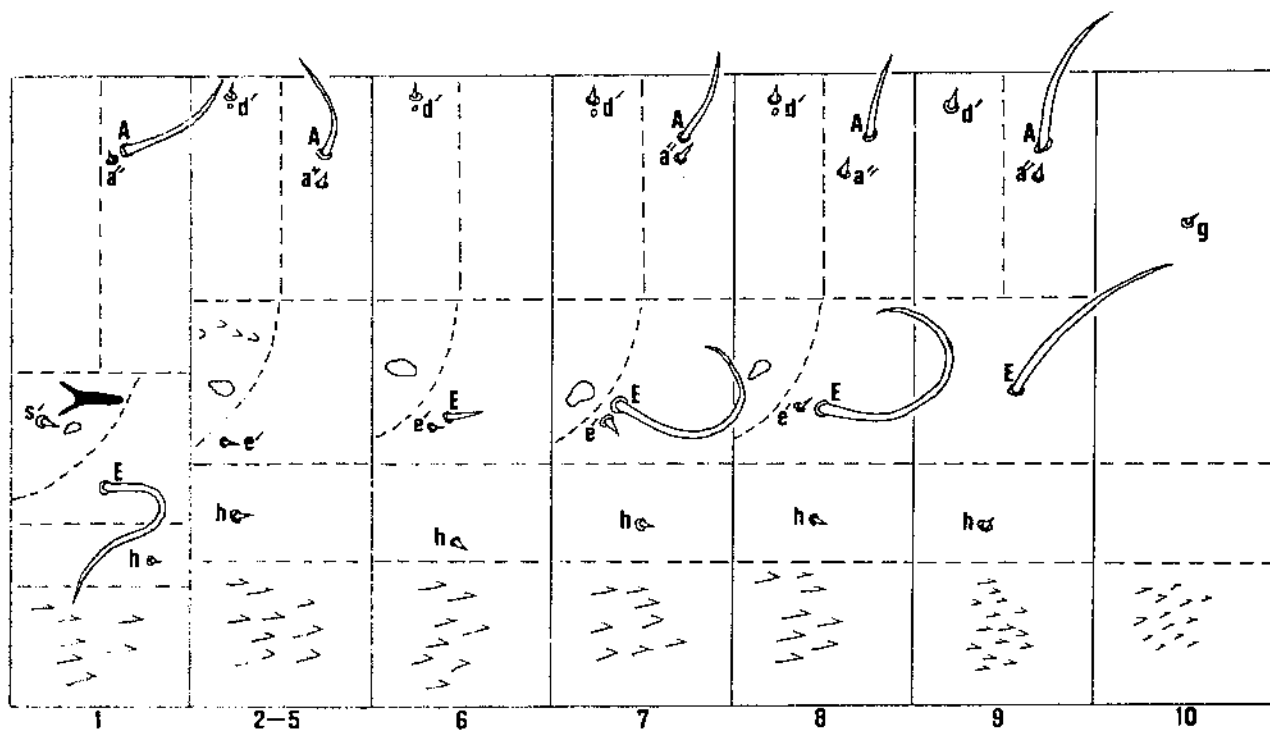 A a″
d′ A a″
d′
d′ A a″
d′ A a″
d′ A a″
g
s′ E h
e′ h
E e′ h
E e′ h
E e′ h
E h
1 2–5 6 7 8 9 10